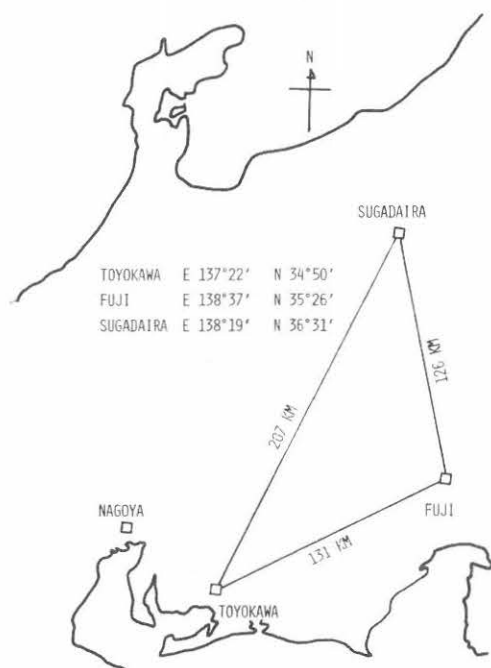 N
SUGADAIRA
TOYOKAWA E 137°22' N 34°50'
FUJI E 138°37' N 35°26'
SUGADAIRA E 138°19' N 36°31'
126 KM
207 KM
NAGOYA
FUJI
131 KM
TOYOKAWA